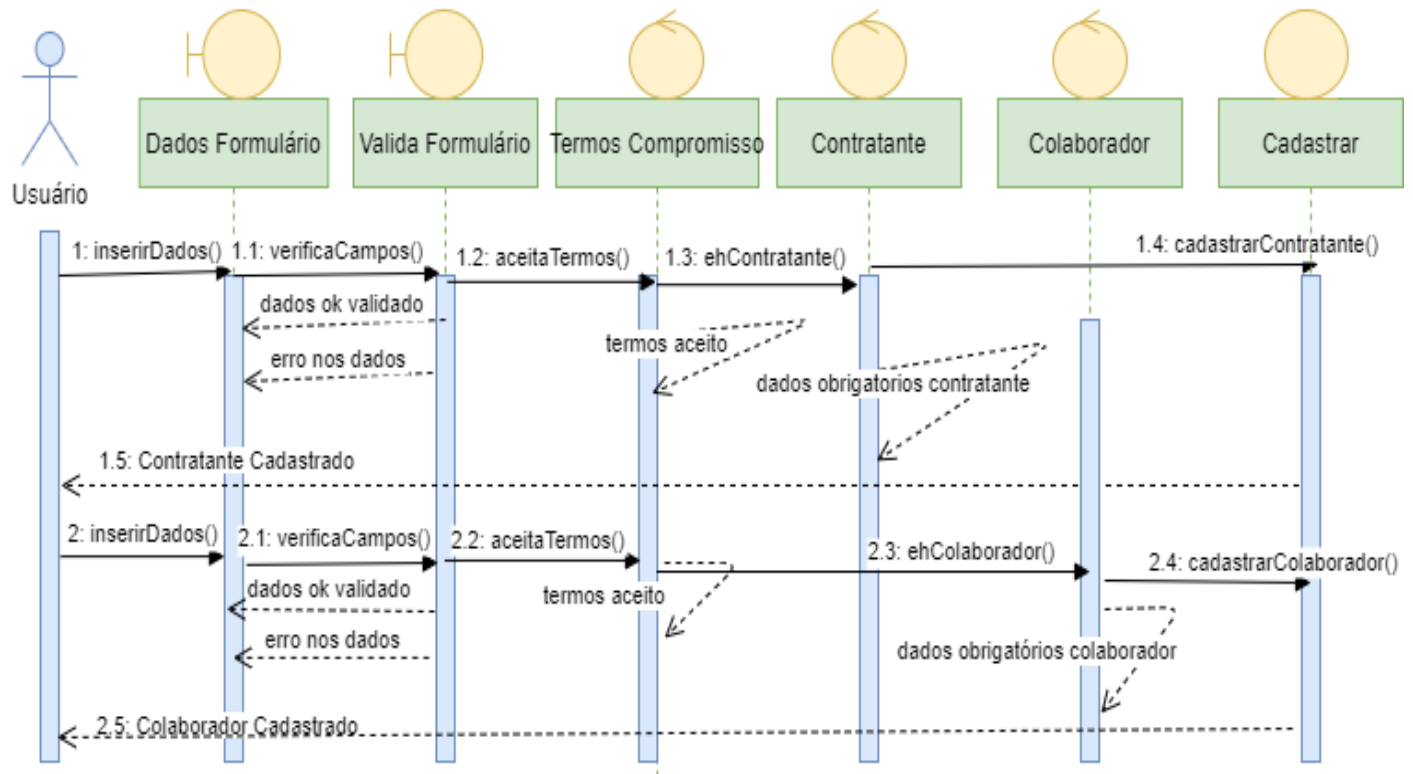 Usuário
Dados Formulário
Valida Formulário
Termos Compromisso
Contratante
Colaborador
Cadastrar
1: inserirDados()
1.1: verificaCampos()
1.2: aceitaTermos()
1.3: ehContratante()
1.4: cadastrarContratante()
dados ok validado
termos aceito
erro nos dados
dados obrigatorios contratante
1.5: Contratante Cadastrado
2: inserirDados()
2.1: verificaCampos()
2.2: aceitaTermos()
2.3: ehColaborador()
2.4: cadastrarColaborador()
dados ok validado
termos aceito
erro nos dados
dados obrigatórios colaborador
2.5: Colaborador Cadastrado